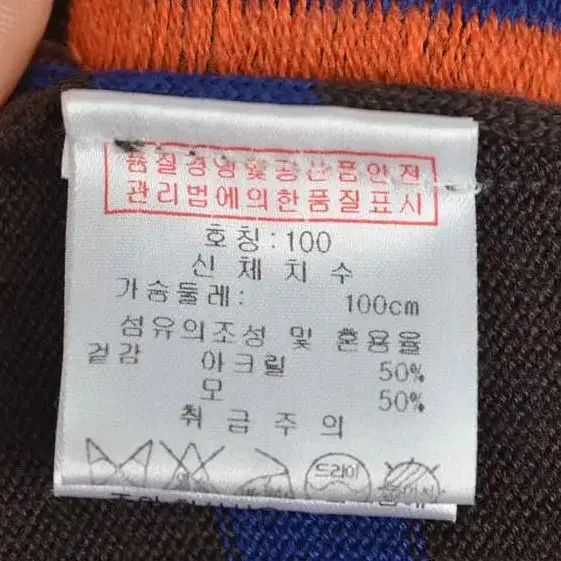 품질경영및공산품안전
관리법에의한품질표시
호칭:100
신체치수
가슴둘레: 100cm
섬유의조성 및 혼용율
겉감 아크릴 50%
모 50%
취급주의
드라이